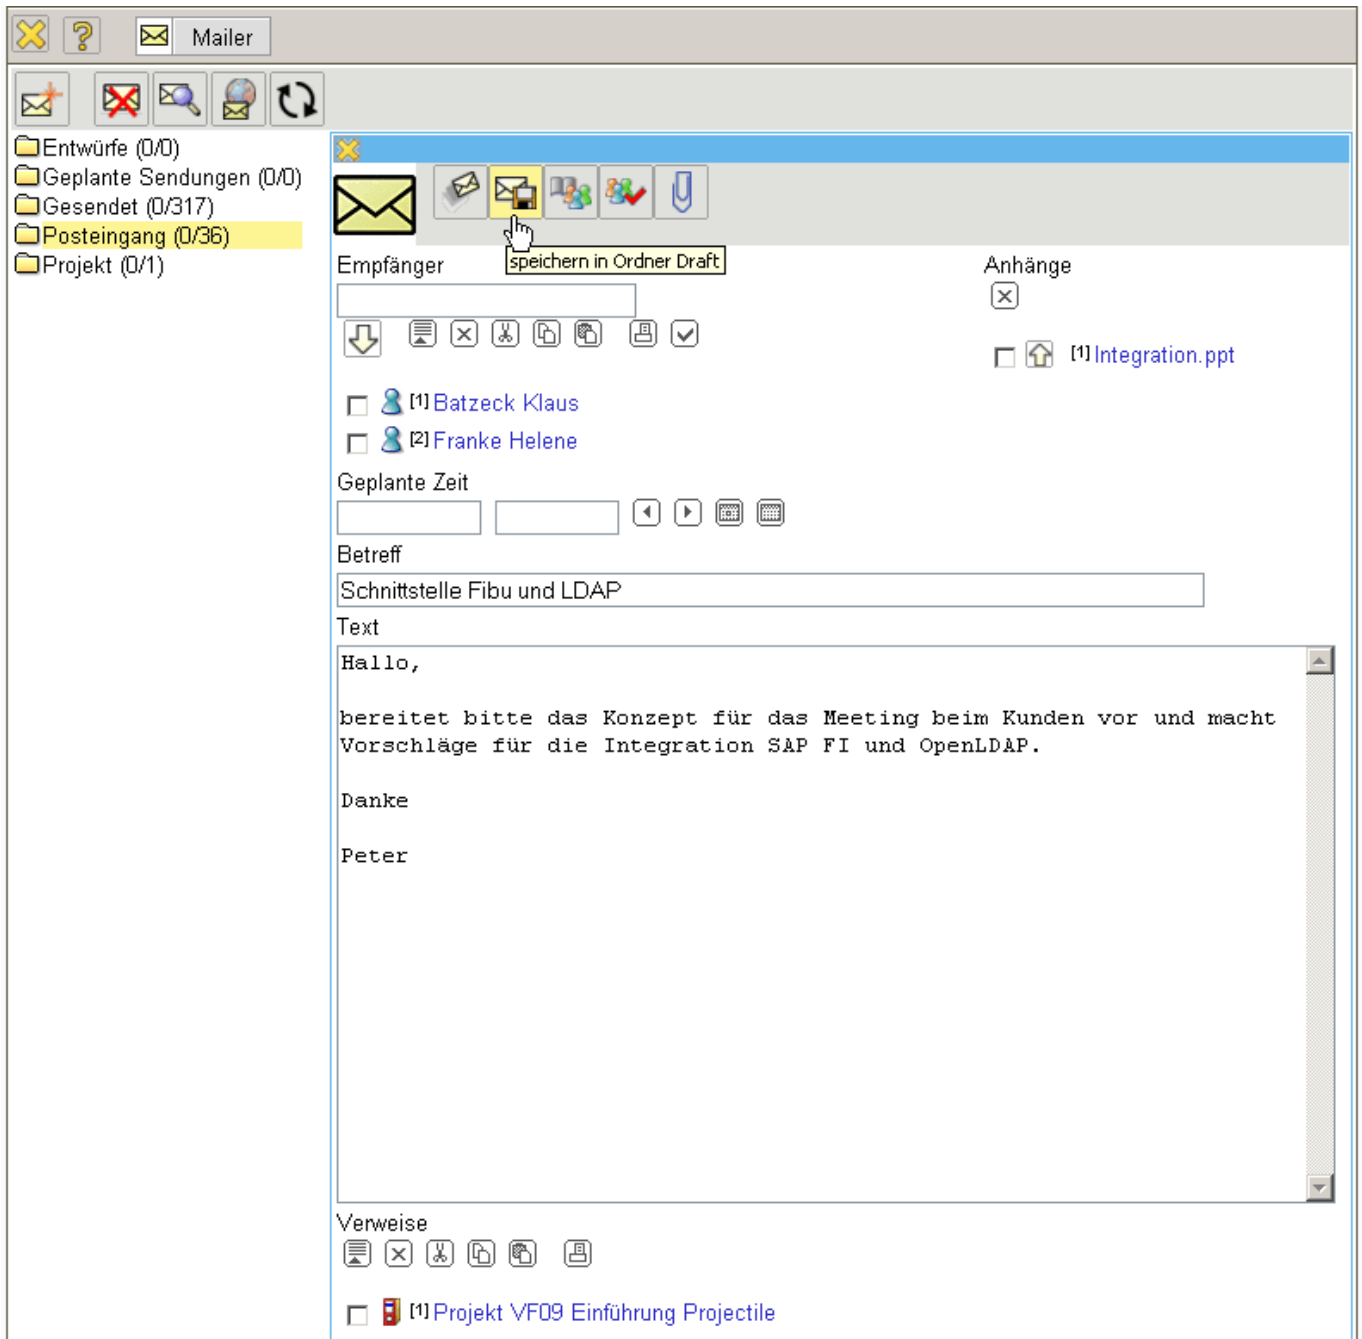 Mailer
Entwürfe (0/0)
Geplante Sendungen (0/0)
Gesendet (0/317)
Posteingang (0/36)
Projekt (0/1)
speichern in Ordner Draft
Empfänger
Anhänge
[1] Integration.ppt
[1] Batzeck Klaus
[2] Franke Helene
Geplante Zeit
Betreff
Schnittstelle Fibu und LDAP
Text
Hallo,
bereitet bitte das Konzept für das Meeting beim Kunden vor und macht
Vorschläge für die Integration SAP FI und OpenLDAP.
Danke
Peter
Verweise
[1] Projekt VF09 Einführung Projectile